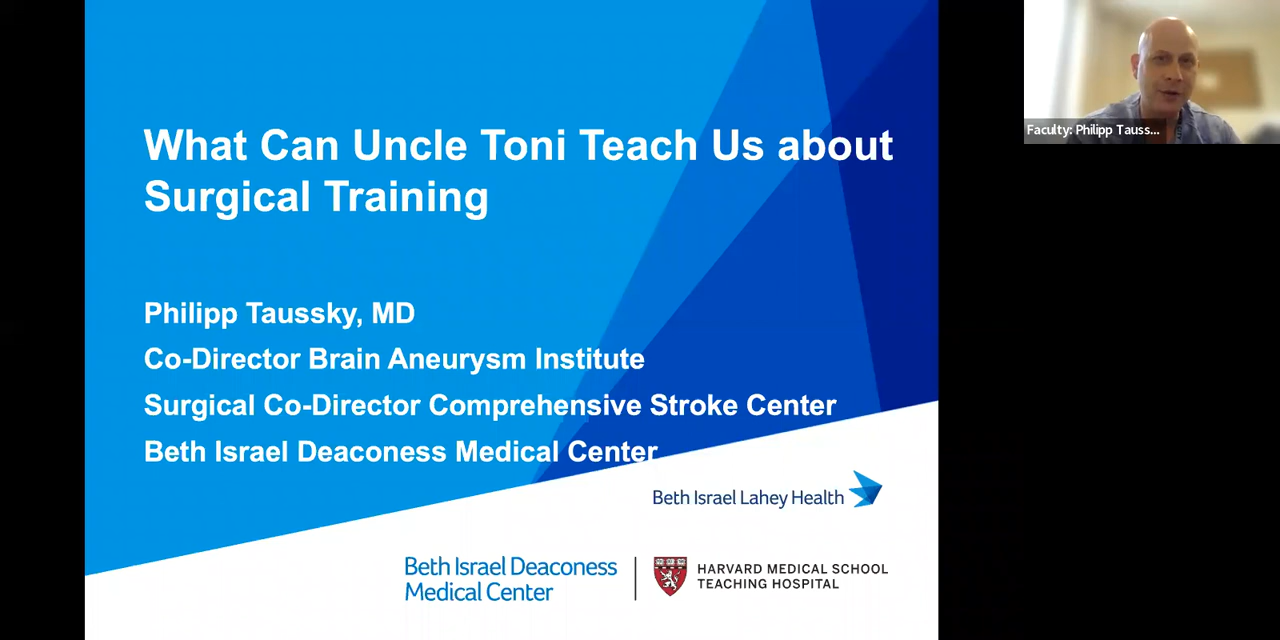 What Can Uncle Toni Teach Us about
Surgical Training
Philipp Taussky, MD
Co-Director Brain Aneurysm Institute
Surgical Co-Director Comprehensive Stroke Center
Beth Israel Deaconess Medical Center
Beth Israel Lahey Health
Beth Israel Deaconess
Medical Center
HARVARD MEDICAL SCHOOL
TEACHING HOSPITAL
Faculty: Philipp Tauss...